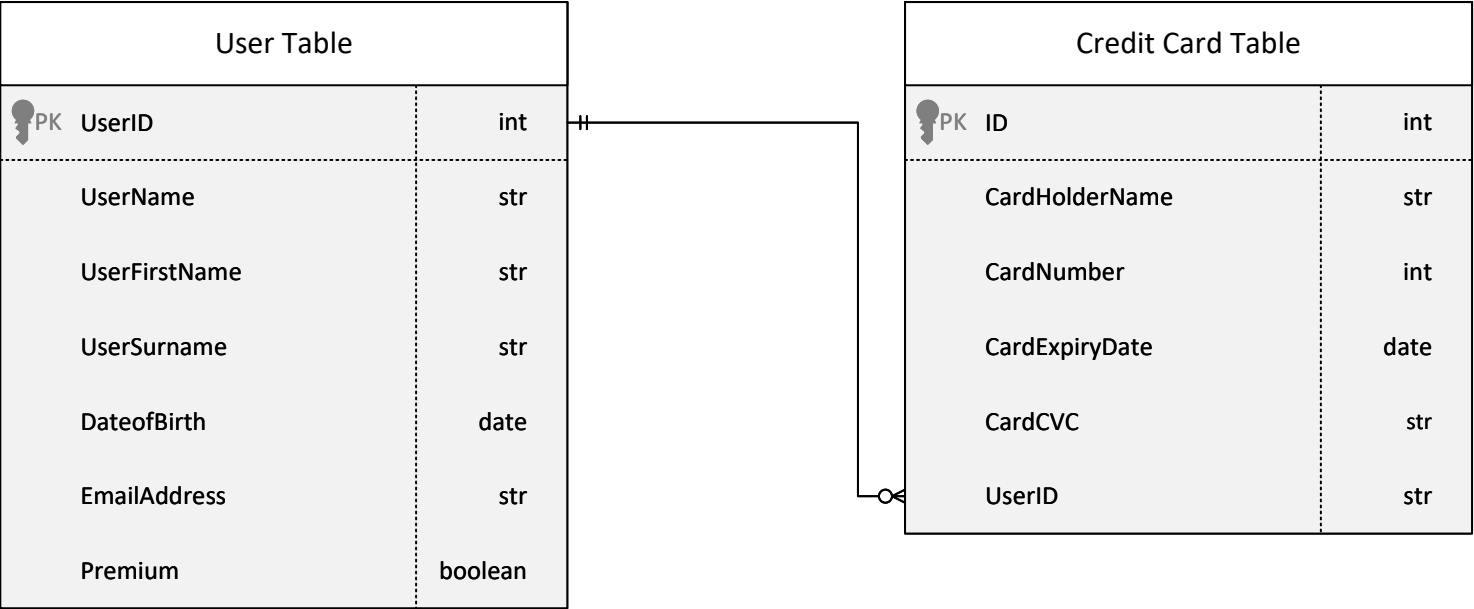 User Table
PK UserID int
UserName str
UserFirstName str
UserSurname str
DateofBirth date
EmailAddress str
Premium boolean
Credit Card Table
PK ID int
CardHolderName str
CardNumber int
CardExpiryDate date
CardCVC str
UserID str